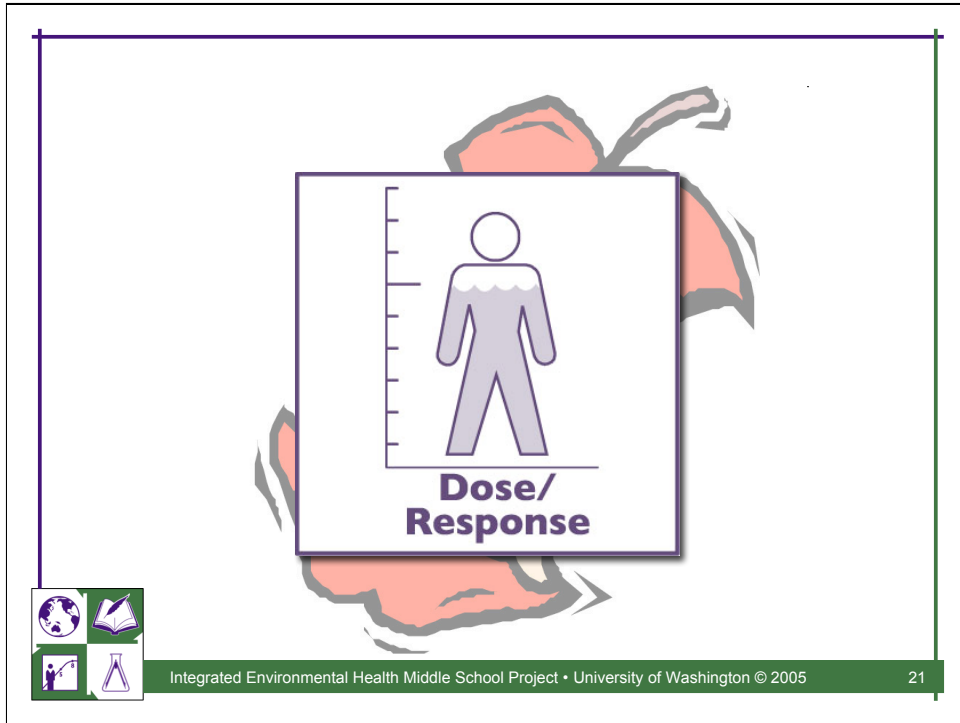 Dose/
Response
Integrated Environmental Health Middle School Project • University of Washington © 2005 21